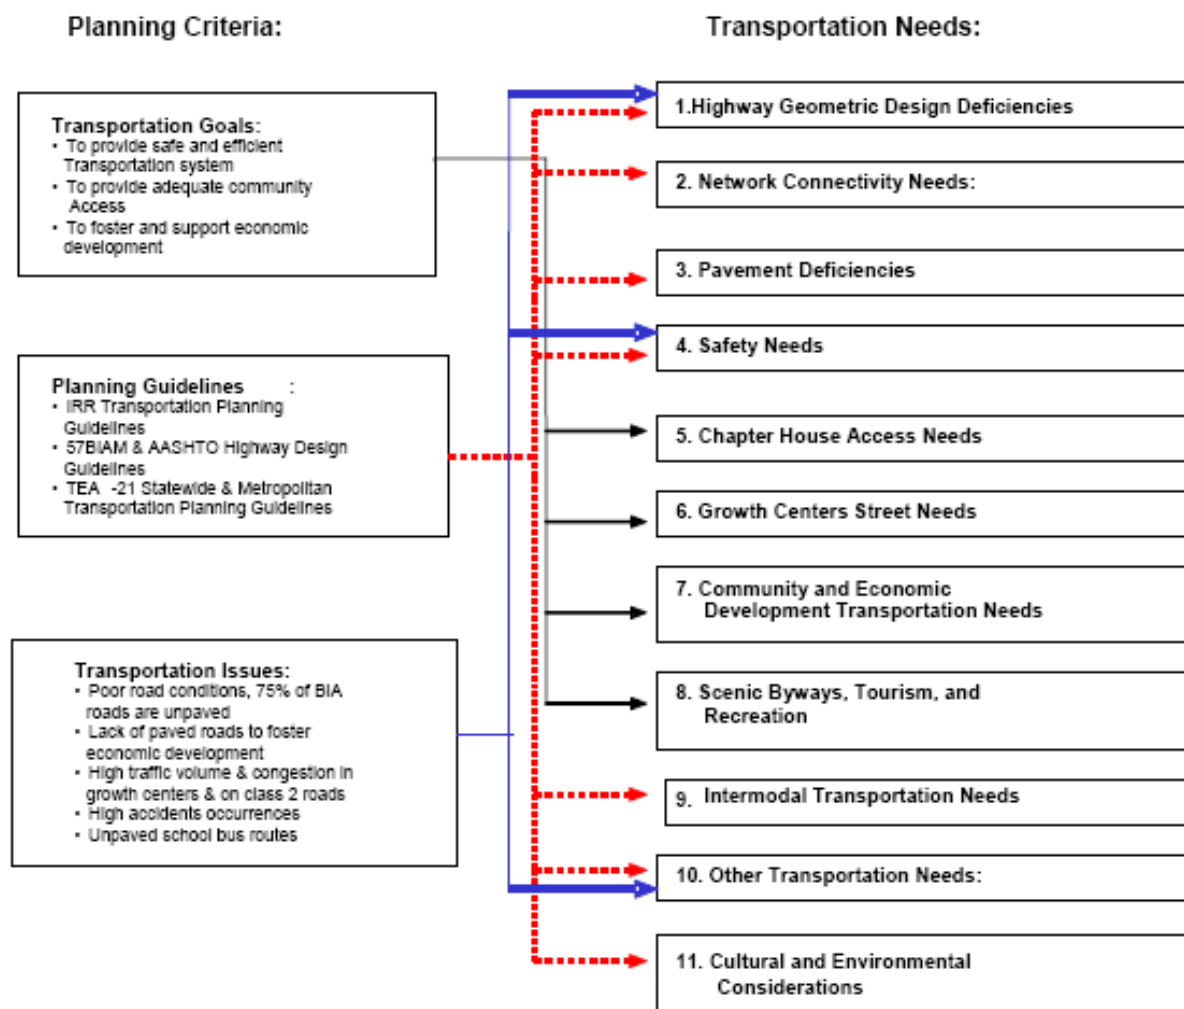 Planning Criteria:
Transportation Goals:
• To provide safe and efficient
Transportation system
• To provide adequate community
Access
• To foster and support economic
development
Planning Guidelines :
• IRR Transportation Planning
Guidelines
• 57BIAM & AASHTO Highway Design
Guidelines
• TEA -21 Statewide & Metropolitan
Transportation Planning Guidelines
Transportation Issues:
• Poor road conditions, 75% of BIA
roads are unpaved
• Lack of paved roads to foster
economic development
• High traffic volume & congestion in
growth centers & on class 2 roads
• High accidents occurrences
• Unpaved school bus routes
Transportation Needs:
1.Highway Geometric Design Deficiencies
2. Network Connectivity Needs:
3. Pavement Deficiencies
4. Safety Needs
5. Chapter House Access Needs
6. Growth Centers Street Needs
7. Community and Economic
Development Transportation Needs
8. Scenic Byways, Tourism, and
Recreation
9. Intermodal Transportation Needs
10. Other Transportation Needs:
11. Cultural and Environmental
Considerations